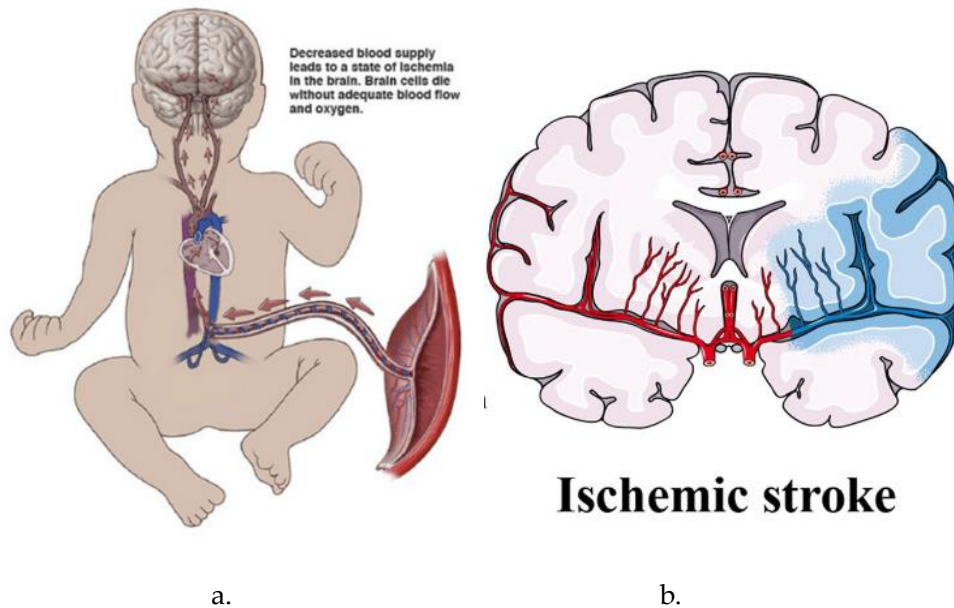 Decreased blood supply
leads to a state of ischemia
in the brain. Brain cells die
without adequate blood flow
and oxygen.
Ischemic stroke
a.
b.